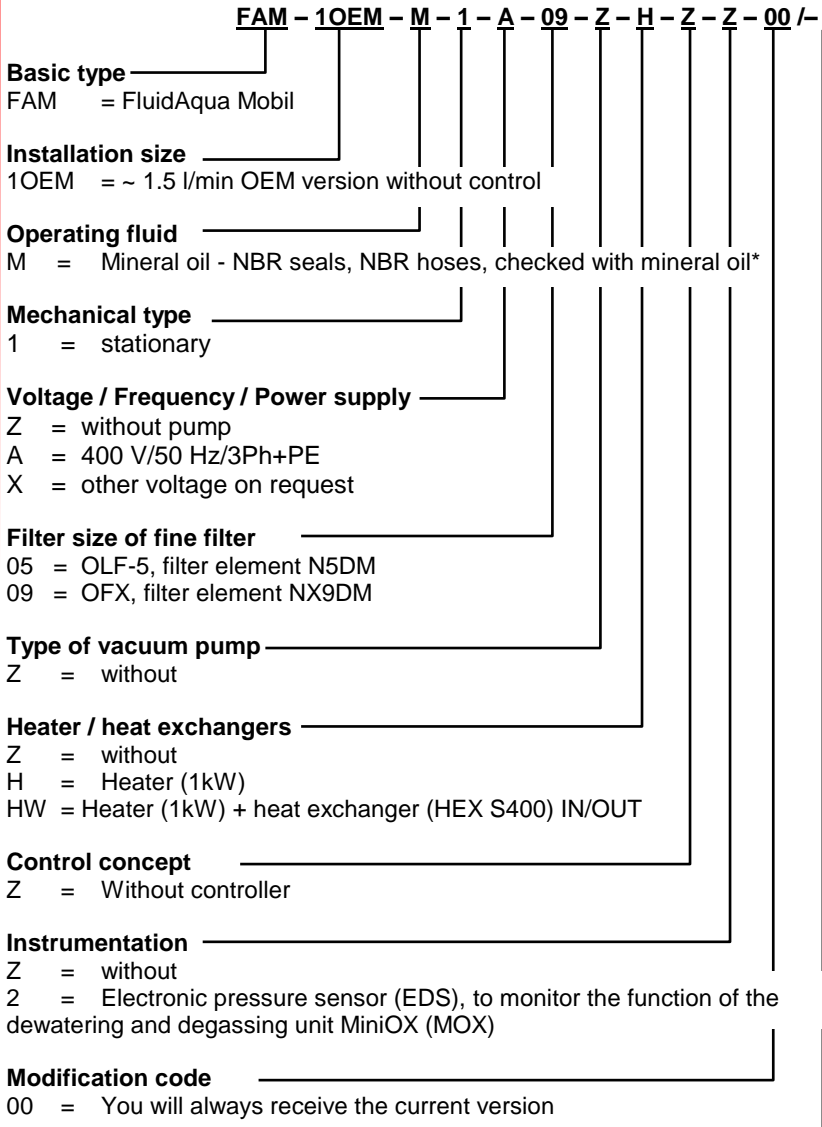 FAM – 1OEM – M – 1 – A – 09 – Z – H – Z – Z – 00 /–
Basic type
FAM = FluidAqua Mobil
Installation size
1OEM = ~ 1.5 l/min OEM version without control
Operating fluid
M = Mineral oil - NBR seals, NBR hoses, checked with mineral oil*
Mechanical type
1 = stationary
Voltage / Frequency / Power supply
Z = without pump
A = 400 V/50 Hz/3Ph+PE
X = other voltage on request
Filter size of fine filter
05 = OLF-5, filter element N5DM
09 = OFX, filter element NX9DM
Type of vacuum pump
Z = without
Heater / heat exchangers
Z = without
H = Heater (1kW)
HW = Heater (1kW) + heat exchanger (HEX S400) IN/OUT
Control concept
Z = Without controller
Instrumentation
Z = without
2 = Electronic pressure sensor (EDS), to monitor the function of the
dewatering and degassing unit MiniOX (MOX)
Modification code
00 = You will always receive the current version